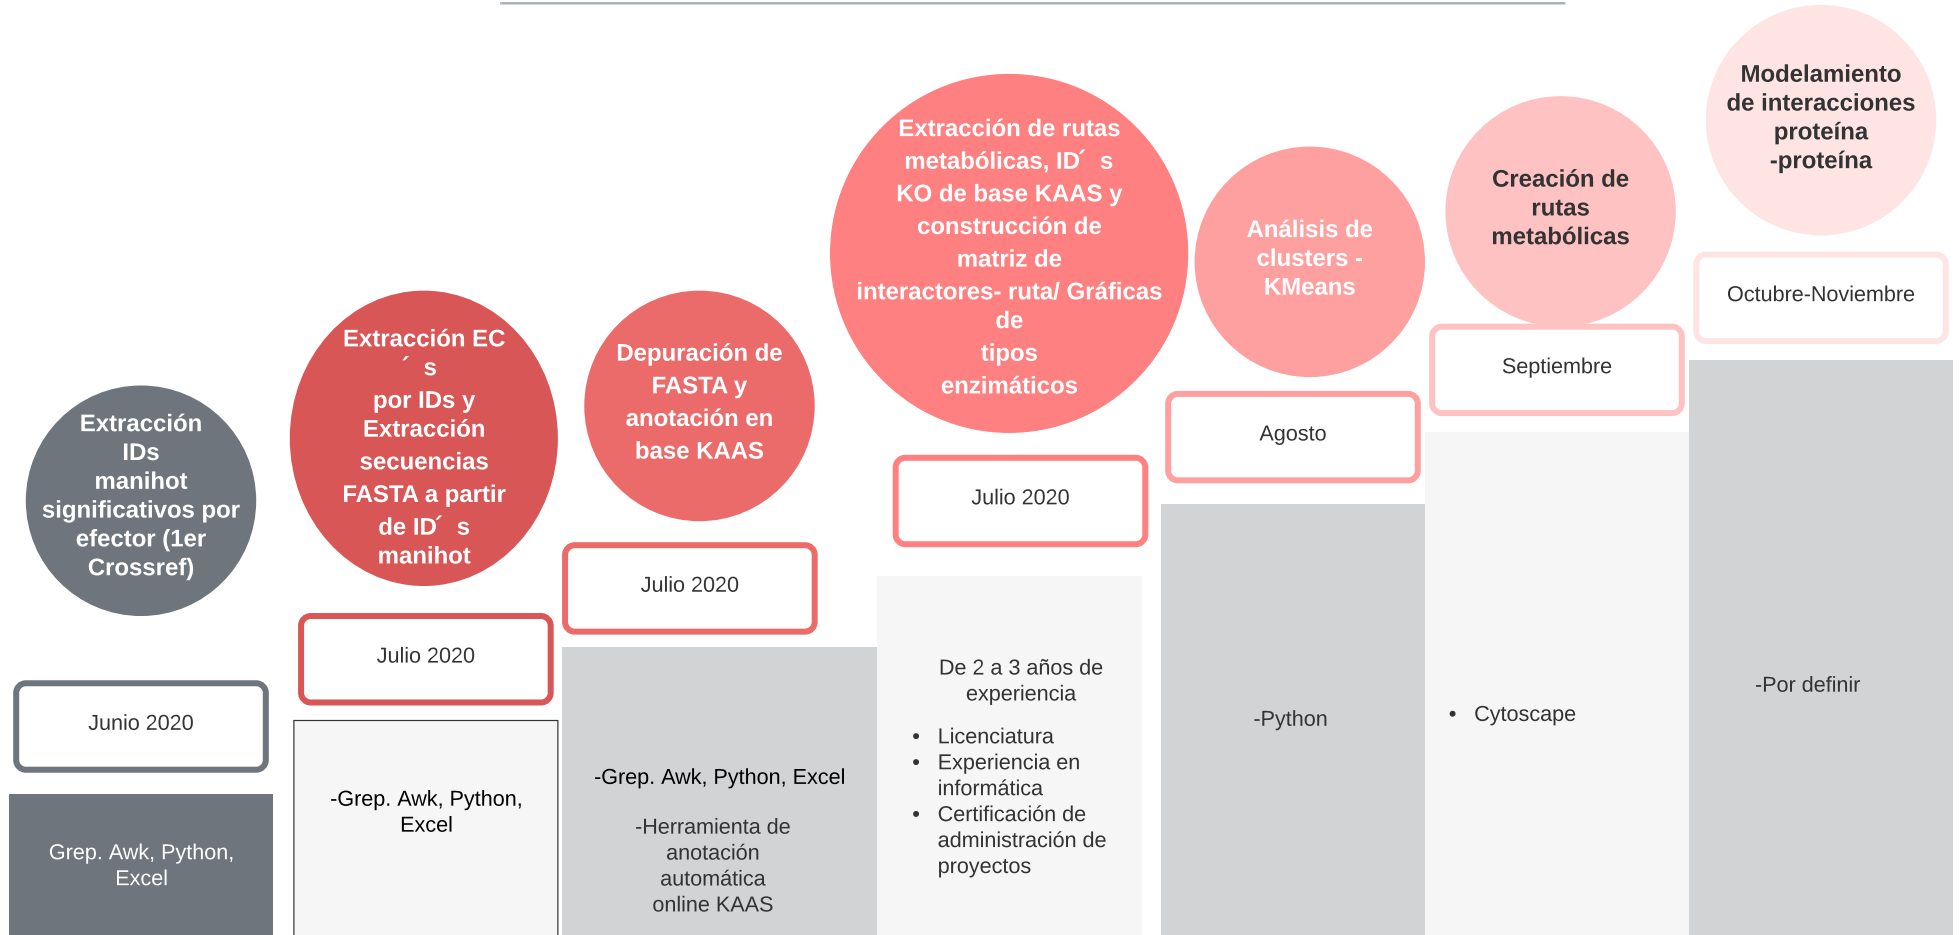 Extracción
IDs
manihot
significativos por
efector (1er
Crossref)
Junio 2020
Grep. Awk, Python,
Excel
Extracción EC
´ s
por IDs y
Extracción
secuencias
FASTA a partir
de ID´ s
manihot
Julio 2020
-Grep. Awk, Python,
Excel
Depuración de
FASTA y
anotación en
base KAAS
Julio 2020
-Grep. Awk, Python, Excel
-Herramienta de
anotación
automática
online KAAS
Extracción de rutas
metabólicas, ID´ s
KO de base KAAS y
construcción de
matriz de
interactores- ruta/ Gráficas
de
tipos
enzimáticos
Julio 2020
De 2 a 3 años de
experiencia
• Licenciatura
• Experiencia en
informática
• Certificación de
administración de
proyectos
Análisis de
clusters -
KMeans
Agosto
-Python
Creación de
rutas
metabólicas
Septiembre
• Cytoscape
Modelamiento
de interacciones
proteína
-proteína
Octubre-Noviembre
-Por definir